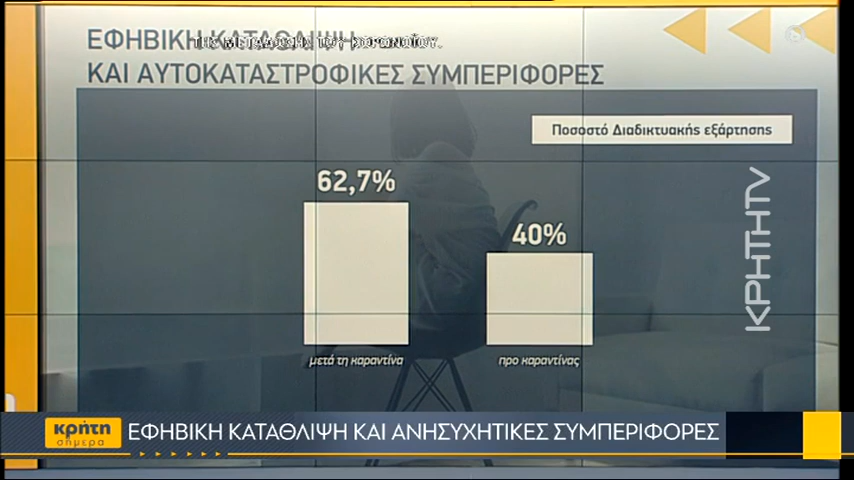 ΕΦΗΒΙΚΗ ΚΑΤΑΘΛΙΨΗ
ΚΑΙ ΑΥΤΟΚΑΤΑΣΤΡΟΦΙΚΕΣ ΣΥΜΠΕΡΙΦΟΡΕΣ
Ποσοστό Διαδικτυακής εξάρτησης
62,7%
40%
μετά τη καραντίνα
προ καραντίνας
ΚΡΗΤΗTV
κρήτη
σήμερα
ΕΦΗΒΙΚΗ ΚΑΤΑΘΛΙΨΗ ΚΑΙ ΑΝΗΣΥΧΗΤΙΚΕΣ ΣΥΜΠΕΡΙΦΟΡΕΣ